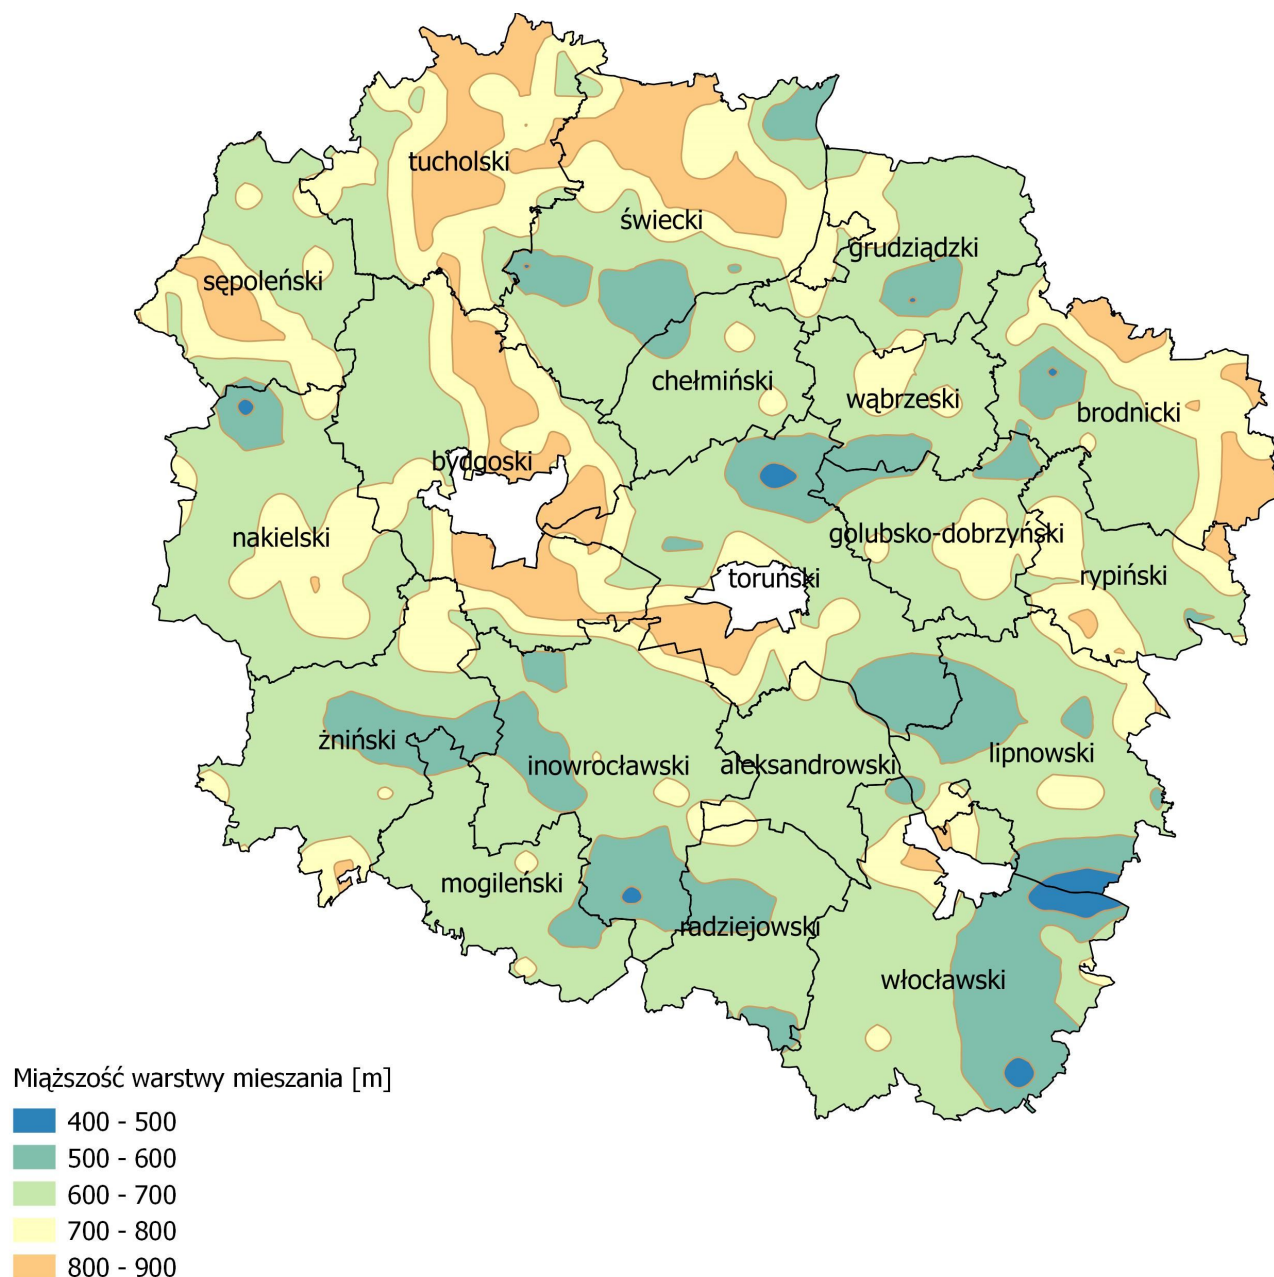 tucholski
świecki
grudziądzki
sępoleński
chełmiński
wąbrzeski
brodnicki
bydgoski
nakielski
golubsko-dobrzyński
toruński
rypiński
żniński
inowrocławski
aleksandrowski
lipnowski
mogileński
radziejowski
włocławski
Miąższość warstwy mieszania [m]
400 - 500
500 - 600
600 - 700
700 - 800
800 - 900